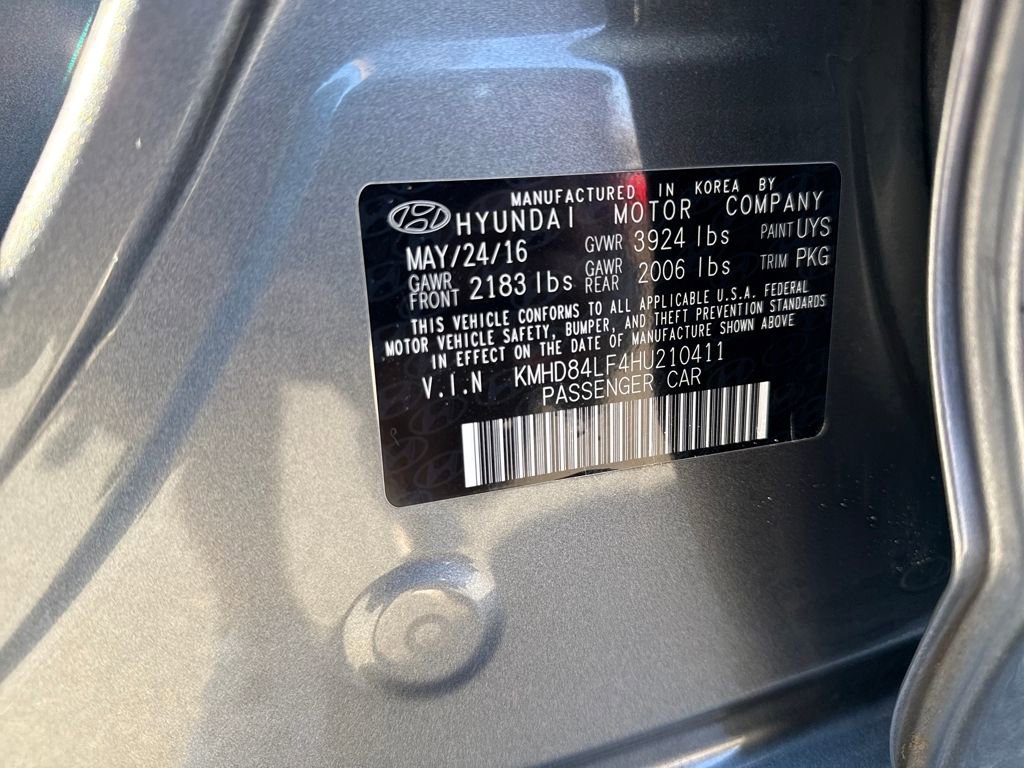 MANUFACTURED IN KOREA BY
HYUNDAI MOTOR COMPANY
MAY/24/16 GVWR 3924 lbs PAINT UYS
GAWR FRONT 2183 lbs GAWR REAR 2006 lbs TRIM PKG
THIS VEHICLE CONFORMS TO ALL APPLICABLE U.S.A. FEDERAL
MOTOR VEHICLE SAFETY, BUMPER, AND THEFT PREVENTION STANDARDS
IN EFFECT ON THE DATE OF MANUFACTURE SHOWN ABOVE
V.I.N KMHD84LF4HU210411
PASSENGER CAR